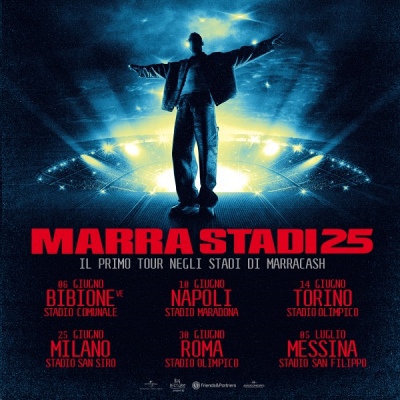 MARRA STADI25
IL PRIMO TOUR NEGLI STADI DI MARRACASH
06 GIUGNO
BIBIONE VE
STADIO COMUNALE
10 GIUGNO
NAPOLI
STADIO MARADONA
14 GIUGNO
TORINO
STADIO OLIMPICO
25 GIUGNO
MILANO
STADIO SAN SIRO
30 GIUGNO
ROMA
STADIO OLIMPICO
05 LUGLIO
MESSINA
STADIO SAN FILIPPO
Friends&Partners